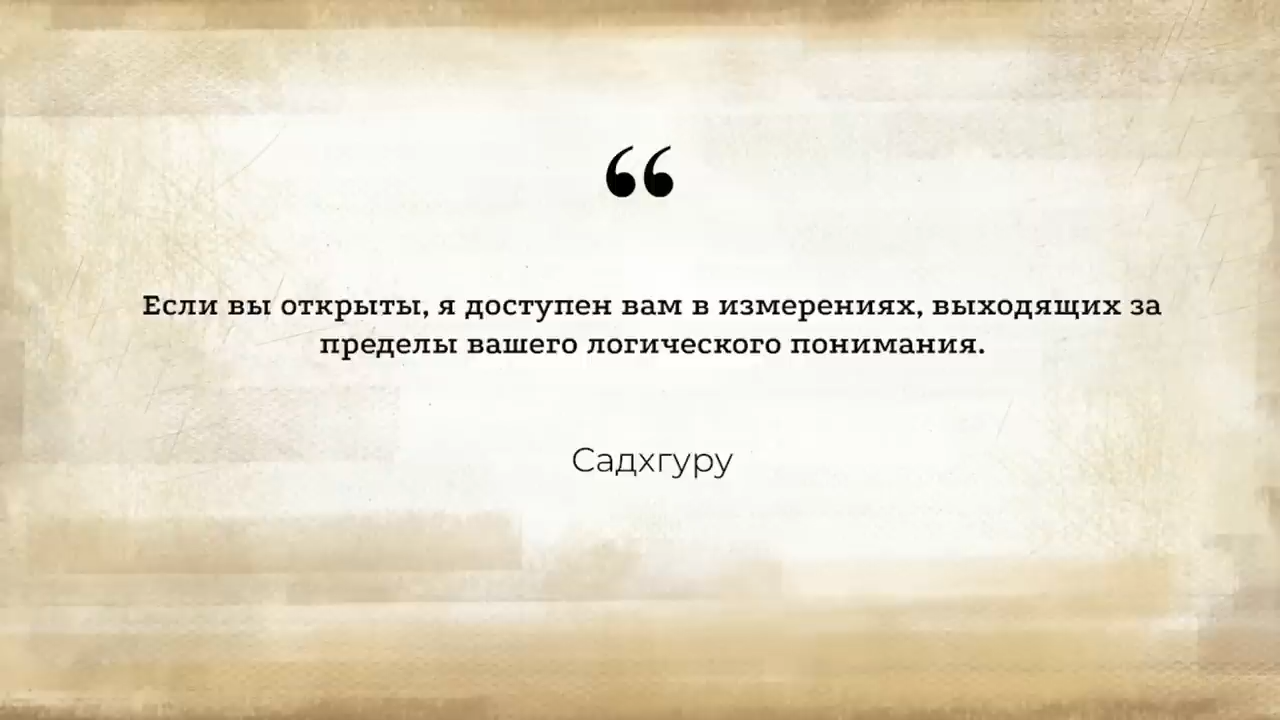 “
Если вы открыты, я доступен вам в измерениях, выходящих за
пределы вашего логического понимания.
Садхгуру